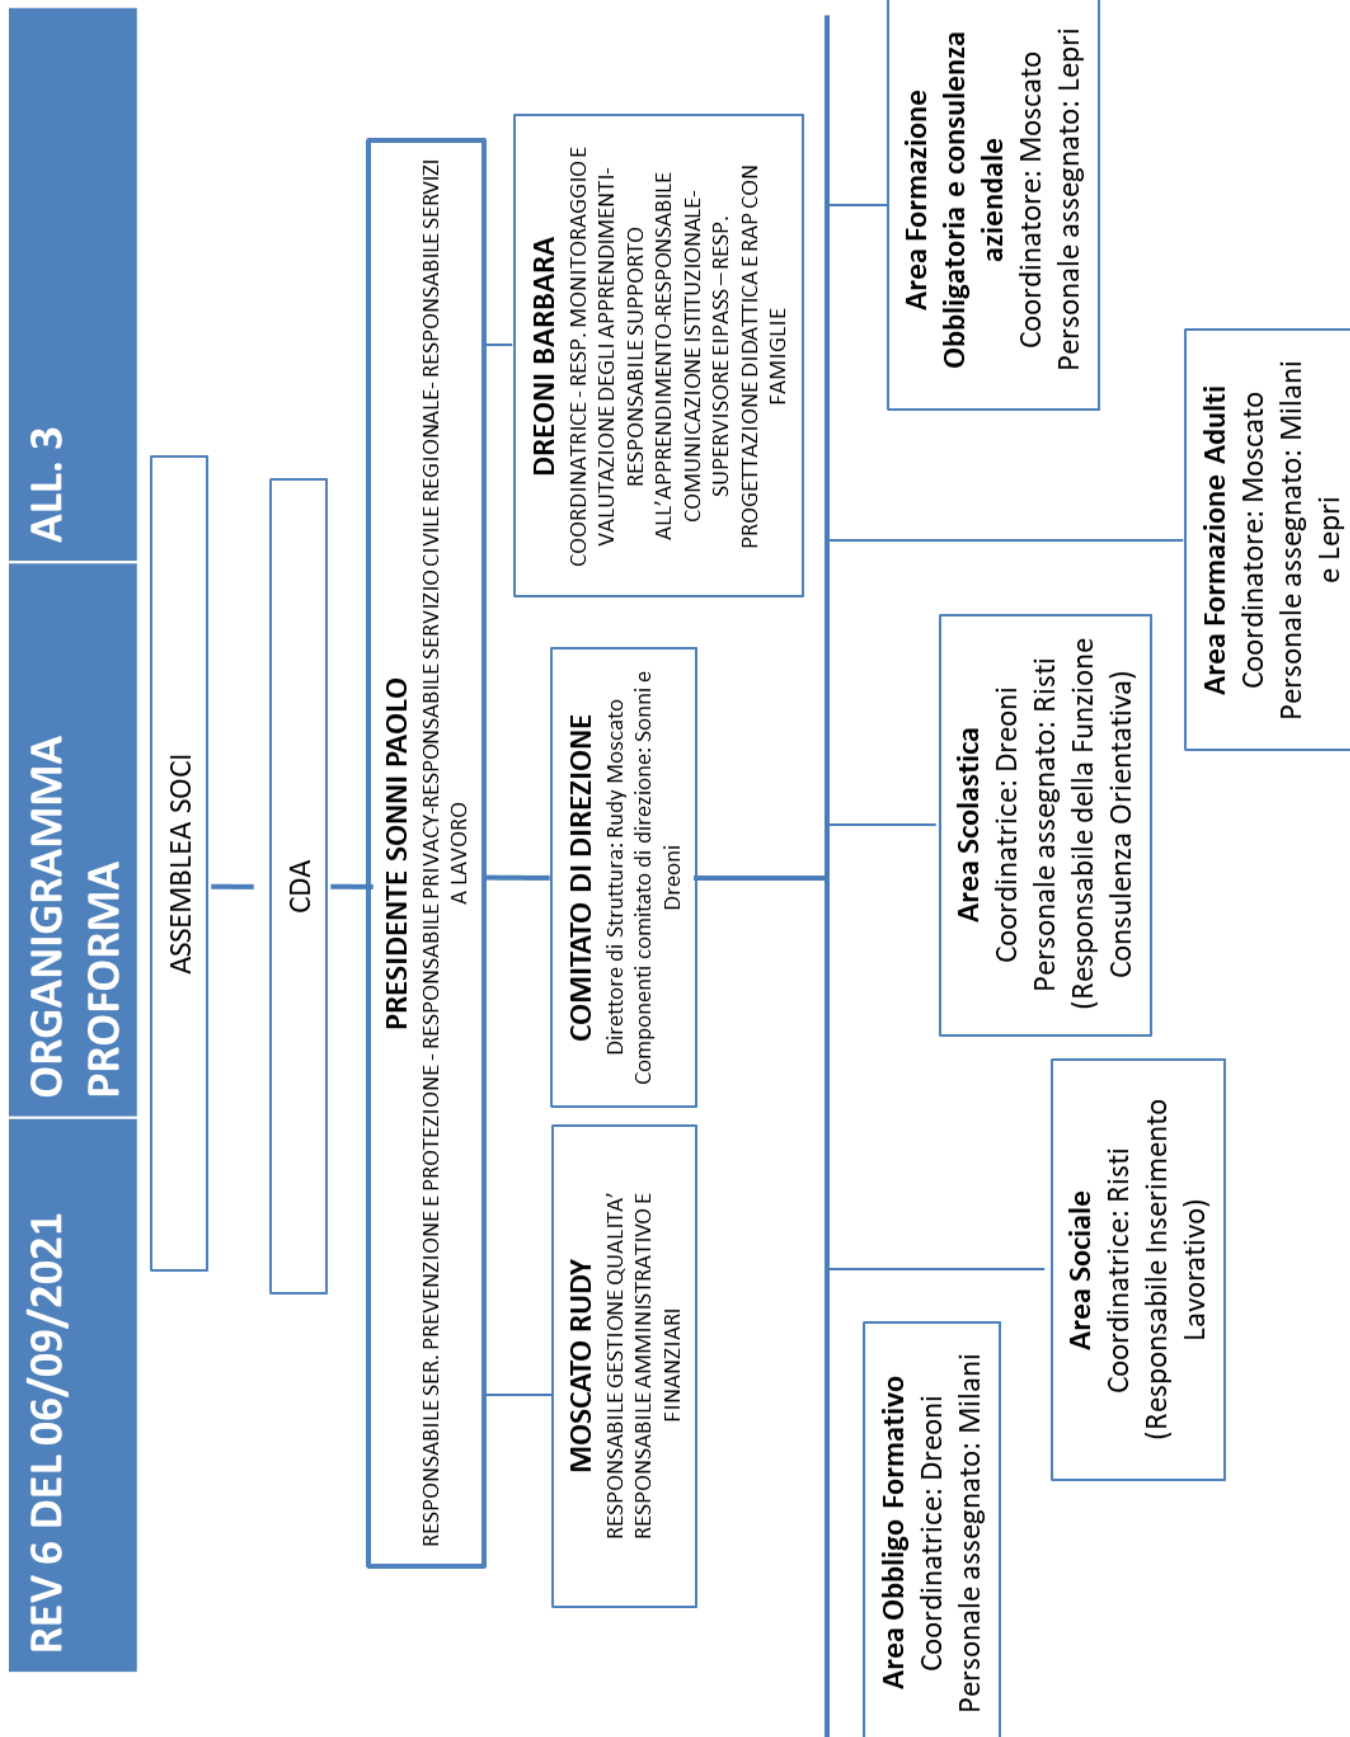 REV 6 DEL 06/09/2021
ORGANIGRAMMA
PROFORMA
ALL. 3
ASSEMBLEA SOCI
CDA
PRESIDENTE SONNI PAOLO
RESPONSABILE SER. PREVENZIONE E PROTEZIONE - RESPONSABILE PRIVACY-RESPONSABILE SERVIZIO CIVILE REGIONALE- RESPONSABILE SERVIZI
A LAVORO
MOSCATO RUDY
RESPONSABILE GESTIONE QUALITA’
RESPONSABILE AMMINISTRATIVO E
FINANZIARI
COMITATO DI DIREZIONE
Direttore di Struttura: Rudy Moscato
Componenti comitato di direzione: Sonni e
Dreoni
DREONI BARBARA
COORDINATRICE - RESP. MONITORAGGIO E
VALUTAZIONE DEGLI APPRENDIMENTI-
RESPONSABILE SUPPORTO
ALL’APPRENDIMENTO-RESPONSABILE
COMUNICAZIONE ISTITUZIONALE-
SUPERVISORE EIPASS – RESP.
PROGETTAZIONE DIDATTICA E RAP CON
FAMIGLIE
Area Obbligo Formativo
Coordinatrice: Dreoni
Personale assegnato: Milani
Area Sociale
Coordinatrice: Risti
(Responsabile Inserimento
Lavorativo)
Area Scolastica
Coordinatrice: Dreoni
Personale assegnato: Risti
(Responsabile della Funzione
Consulenza Orientativa)
Area Formazione Adulti
Coordinatore: Moscato
Personale assegnato: Milani
e Lepri
Area Formazione
Obbligatoria e consulenza
aziendale
Coordinatore: Moscato
Personale assegnato: Lepri